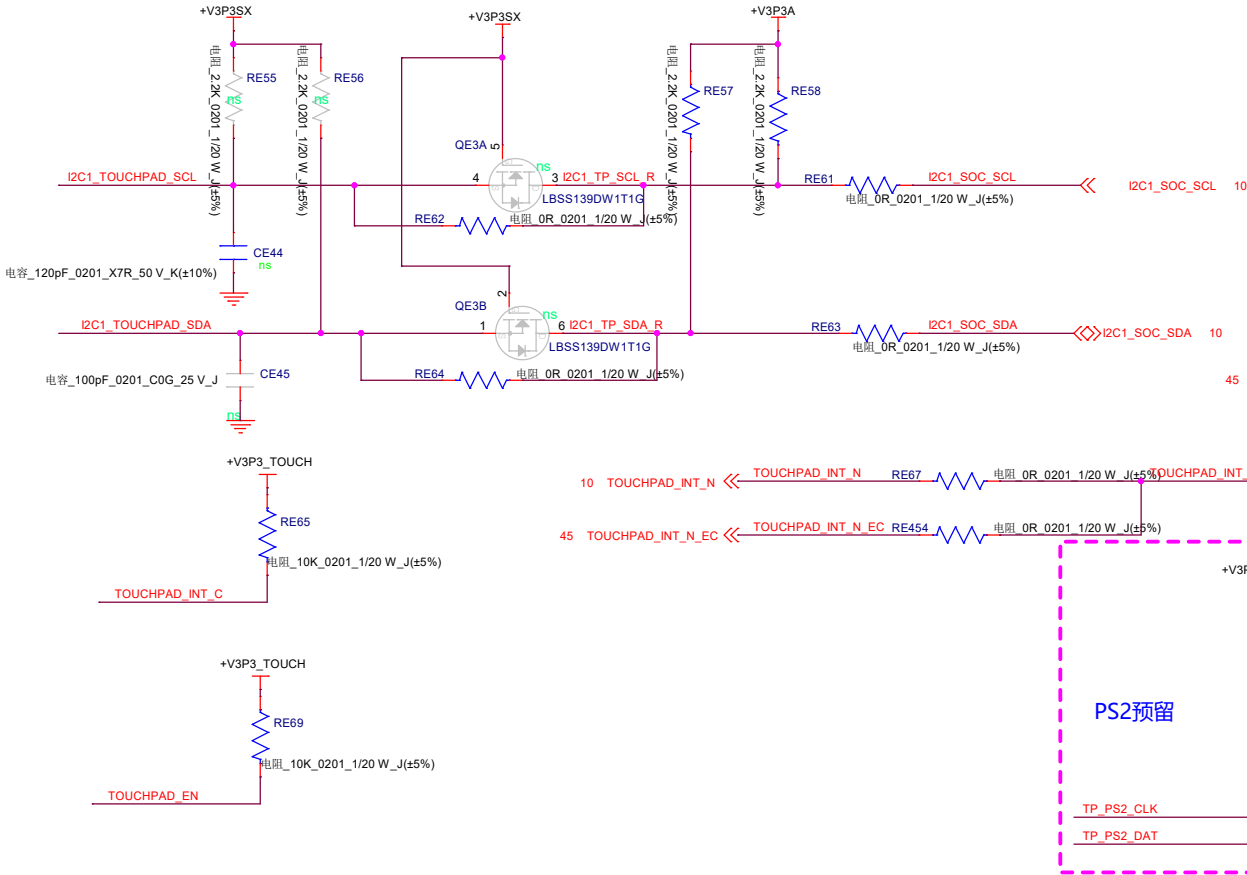 +V3P3SX
+V3P3SX
+V3P3A
电阻_2.2K_0201_1/20 W_J(±5%)
RE55
ns
电阻_2.2K_0201_1/20 W_J(±5%)
RE56
ns
电阻_2.2K_0201_1/20 W_J(±5%)
RE57
电阻_2.2K_0201_1/20 W_J(±5%)
RE58
QE3A
5
ns
I2C1_TOUCHPAD_SCL
4
3
I2C1_TP_SCL_R
RE61
I2C1_SOC_SCL
I2C1_SOC_SCL
10
LBSS139DW1T1G
电阻_0R_0201_1/20 W_J(±5%)
RE62
电阻_0R_0201_1/20 W_J(±5%)
CE44
ns
电容_120pF_0201_X7R_50 V_K(±10%)
2
QE3B
ns
I2C1_TOUCHPAD_SDA
1
6
I2C1_TP_SDA_R
RE63
I2C1_SOC_SDA
I2C1_SOC_SDA
10
LBSS139DW1T1G
电阻_0R_0201_1/20 W_J(±5%)
CE45
电容_100pF_0201_C0G_25 V_J
ns
RE64
电阻_0R_0201_1/20 W_J(±5%)
45
+V3P3_TOUCH
RE65
电阻_10K_0201_1/20 W_J(±5%)
TOUCHPAD_INT_C
10
TOUCHPAD_INT_N
TOUCHPAD_INT_N
RE67
电阻_0R_0201_1/20 W_J(±5%)
TOUCHPAD_INT_
45
TOUCHPAD_INT_N_EC
TOUCHPAD_INT_N_EC
RE454
电阻_0R_0201_1/20 W_J(±5%)
+V3P
+V3P3_TOUCH
RE69
电阻_10K_0201_1/20 W_J(±5%)
TOUCHPAD_EN
PS2预留
TP_PS2_CLK
TP_PS2_DAT